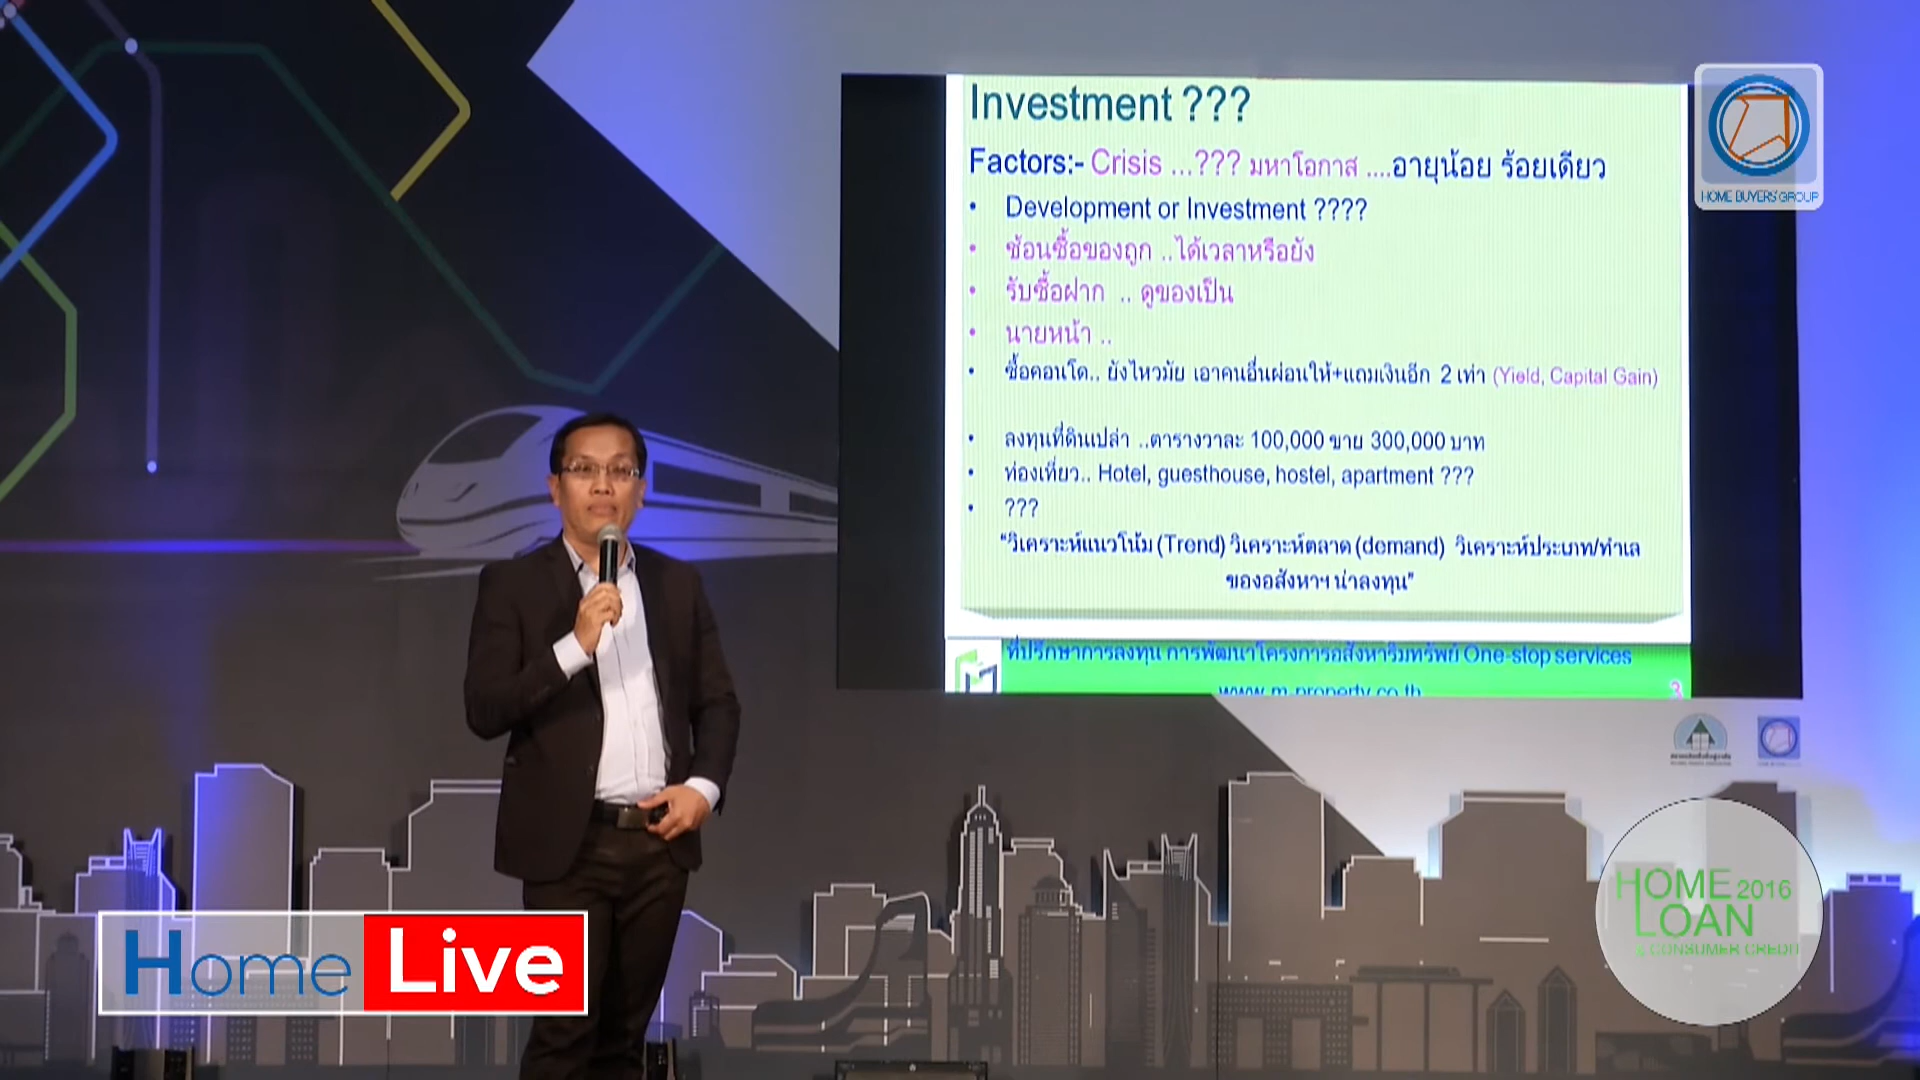 Investment ???
Factors:- Crisis ...??? มหาโอกาส ....อายุน้อย ร้อยเดียว
• Development or Investment ????
• ช้อนซื้อของถูก ..ได้เวลาหรือยัง
• รับซื้อฝาก .. ดูของเป็น
• นายหน้า ..
• ซื้อคอนโด.. ยังไหวมัย เอาคนอื่นผ่อนให้+แถมเงินอีก 2 เท่า (Yield, Capital Gain)
• ลงทุนที่ดินเปล่า ..ตารางวาละ 100,000 ขาย 300,000 บาท
• ท่องเที่ยว.. Hotel, guesthouse, hostel, apartment ???
• ???
“วิเคราะห์แนวโน้ม (Trend) วิเคราะห์ตลาด (demand) วิเคราะห์ประเภท/ทำเล
ของอสังหาฯ น่าลงทุน”
ที่ปรึกษาการลงทุน การพัฒนาโครงการอสังหาริมทรัพย์ One-stop services
www.m-property.co.th
3
HOME BUYERS' GROUP
HOME 2016
LOAN
& CONSUMER CREDIT
Home Live